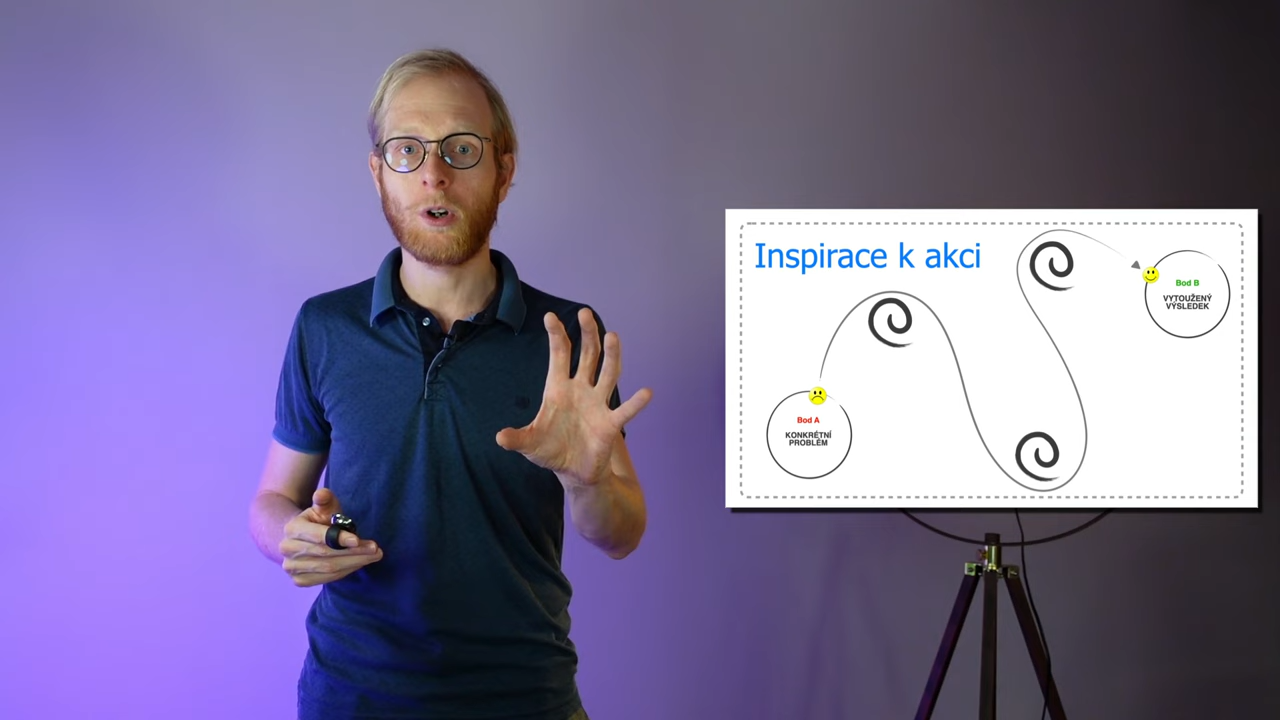 Inspirace k akci
Bod A
KONKRÉTNÍ
PROBLÉM
Bod B
VYTOUŽENÝ
VÝSLEDEK